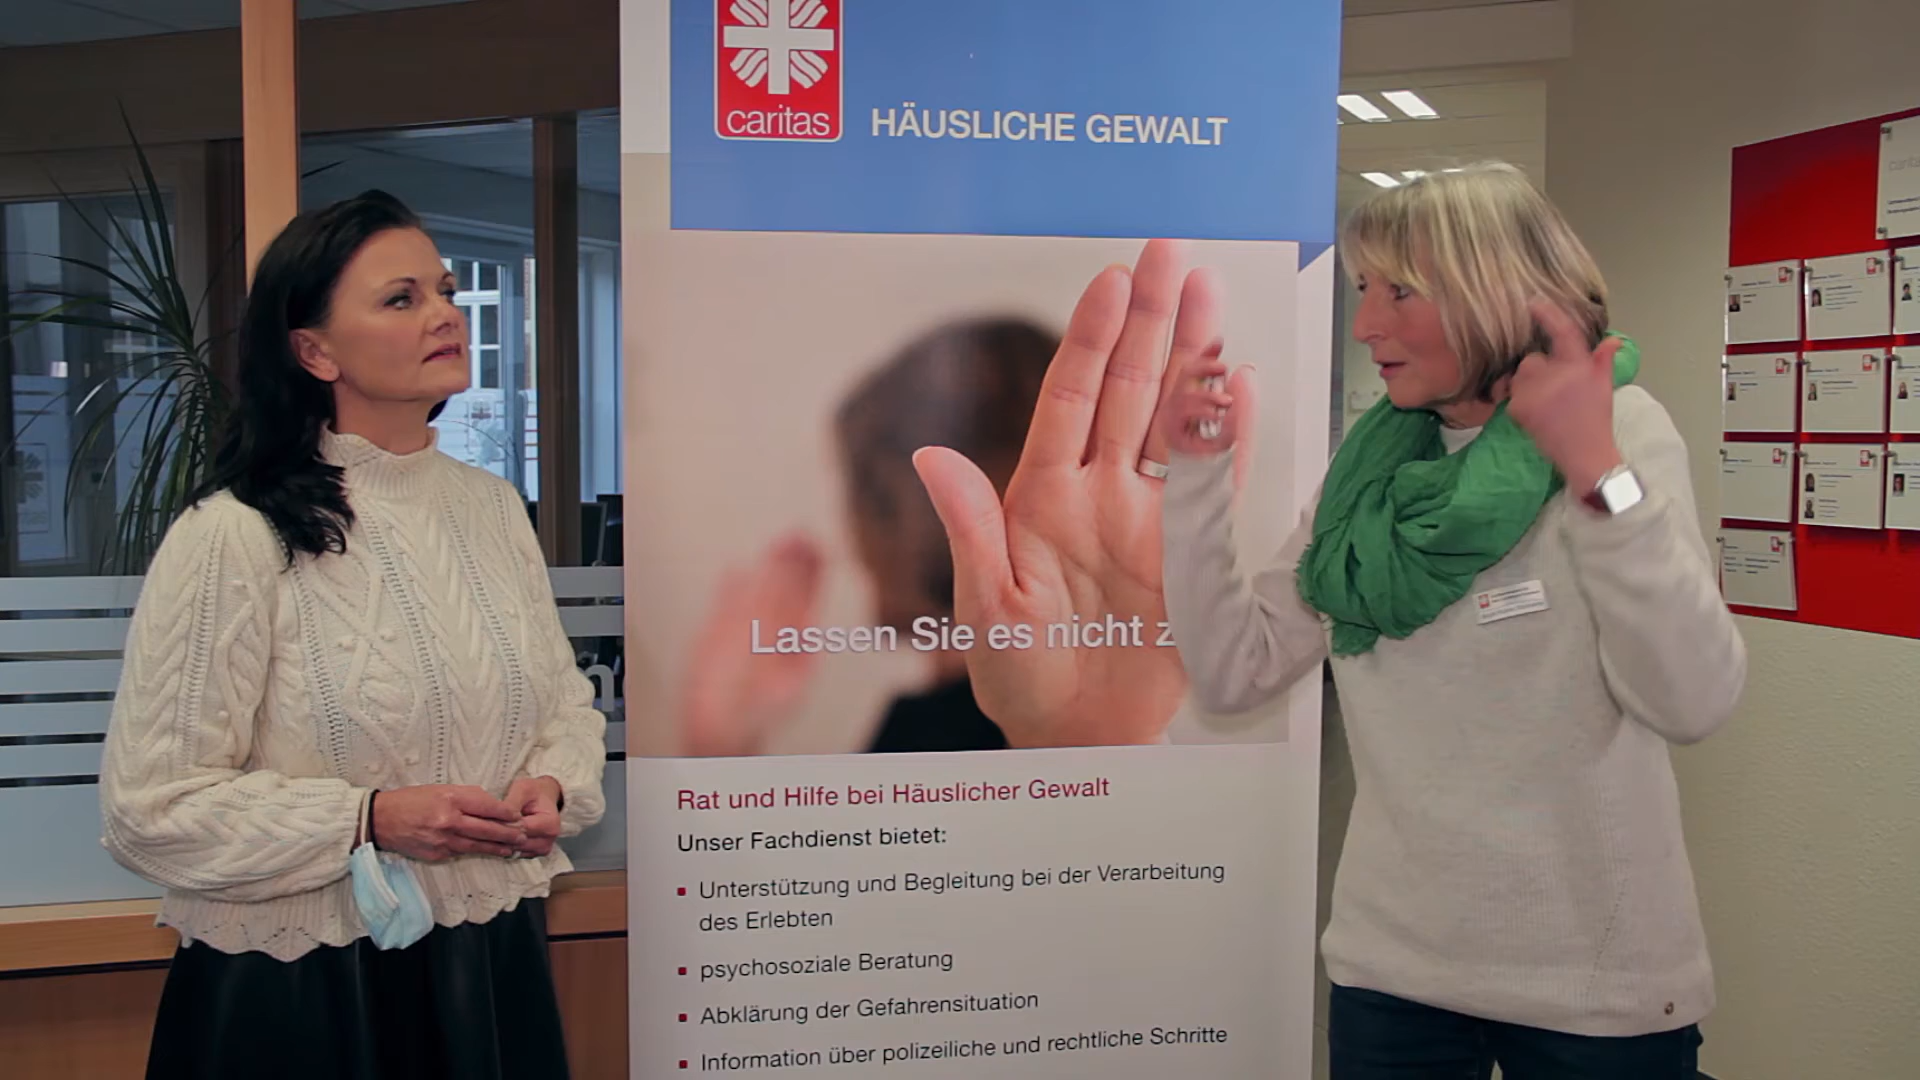 caritas
HÄUSLICHE GEWALT
Lassen Sie es nicht z
Rat und Hilfe bei Häuslicher Gewalt
Unser Fachdienst bietet:
Unterstützung und Begleitung bei der Verarbeitung
des Erlebten
psychosoziale Beratung
Abklärung der Gefahrensituation
Information über polizeiliche und rechtliche Schritte